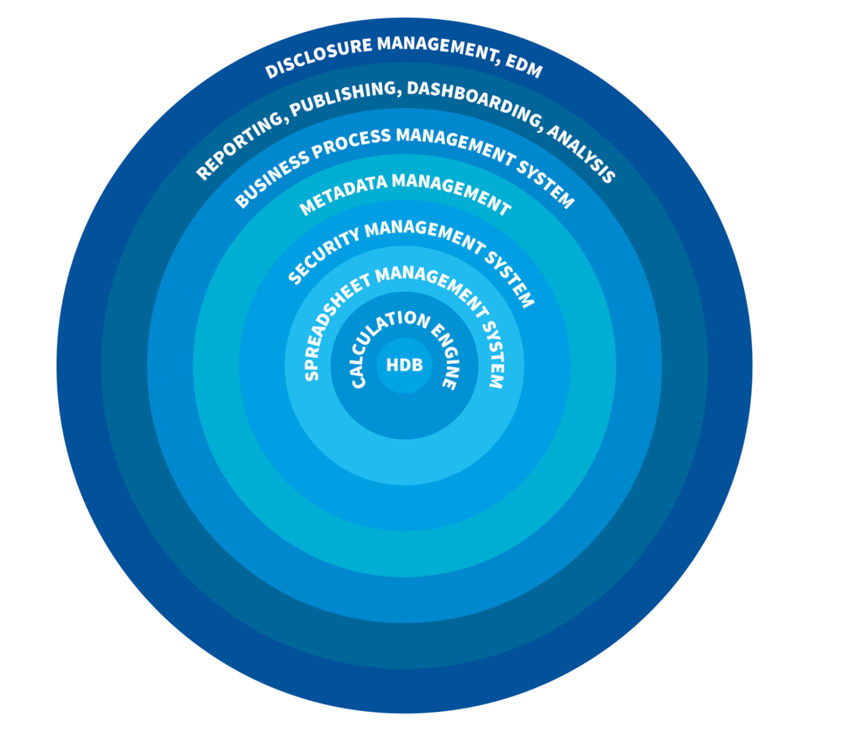 DISCLOSURE MANAGEMENT, EDM
REPORTING, PUBLISHING, DASHBOARDING, ANALYSIS
BUSINESS PROCESS MANAGEMENT SYSTEM
METADATA MANAGEMENT
SECURITY MANAGEMENT SYSTEM
SPREADSHEET MANAGEMENT SYSTEM
CALCULATION ENGINE
HDB